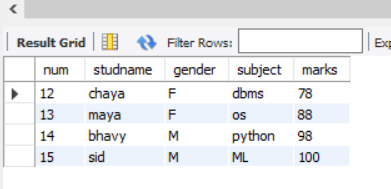 Result Grid Filter Rows: Exp
num studname gender subject marks
12 chaya F dbms 78
13 maya F os 88
14 bhavy M python 98
15 sid M ML 100